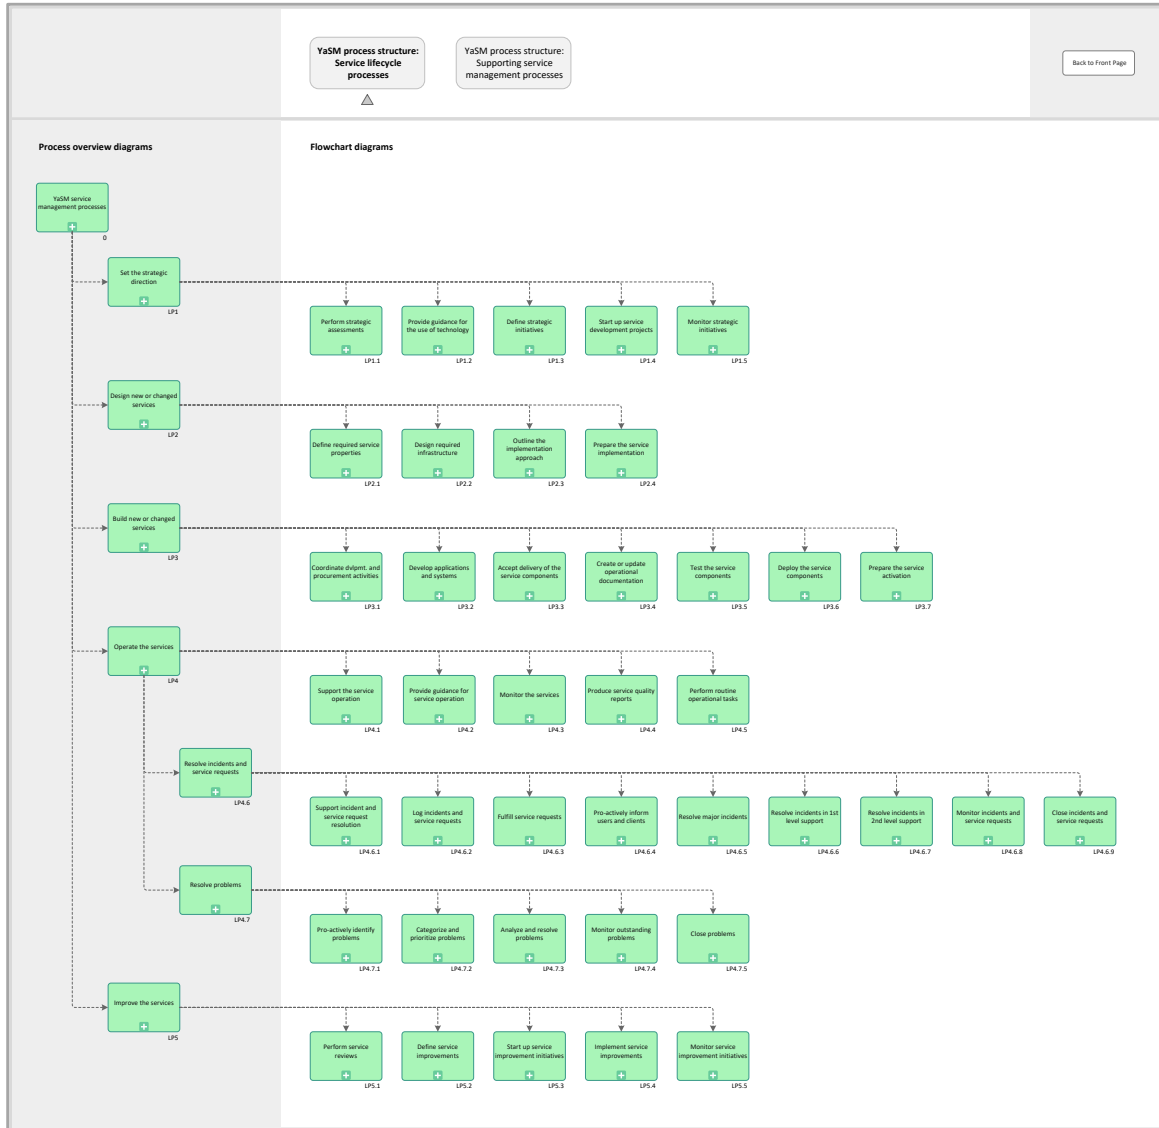 YaSM process structure:
Service lifecycle
processes
YaSM process structure:
Supporting service
management processes
Back to Front Page
Process overview diagrams
Flowchart diagrams
YaSM service
management processes
0
Set the strategic
direction
LP1
Perform strategic
assessments
LP1.1
Provide guidance for
the use of technology
LP1.2
Define strategic
initiatives
LP1.3
Start up service
development projects
LP1.4
Monitor strategic
initiatives
LP1.5
Design new or changed
services
LP2
Define required service
properties
LP2.1
Design required
infrastructure
LP2.2
Outline the
implementation
approach
LP2.3
Prepare the service
implementation
LP2.4
Build new or changed
services
LP3
Coordinate dvlpmt. and
procurement activities
LP3.1
Develop applications
and systems
LP3.2
Accept delivery of the
service components
LP3.3
Create or update
operational
documentation
LP3.4
Test the service
components
LP3.5
Deploy the service
components
LP3.6
Prepare the service
activation
LP3.7
Operate the services
LP4
Support the service
operation
LP4.1
Provide guidance for
service operation
LP4.2
Monitor the services
LP4.3
Produce service quality
reports
LP4.4
Perform routine
operational tasks
LP4.5
Resolve incidents and
service requests
LP4.6
Support incident and
service request
resolution
LP4.6.1
Log incidents and
service requests
LP4.6.2
Fulfill service requests
LP4.6.3
Pro-actively inform
users and clients
LP4.6.4
Resolve major incidents
LP4.6.5
Resolve incidents in 1st
level support
LP4.6.6
Resolve incidents in
2nd level support
LP4.6.7
Monitor incidents and
service requests
LP4.6.8
Close incidents and
service requests
LP4.6.9
Resolve problems
LP4.7
Pro-actively identify
problems
LP4.7.1
Categorize and
prioritize problems
LP4.7.2
Analyze and resolve
problems
LP4.7.3
Monitor outstanding
problems
LP4.7.4
Close problems
LP4.7.5
Improve the services
LP5
Perform service
reviews
LP5.1
Define service
improvements
LP5.2
Start up service
improvement initiatives
LP5.3
Implement service
improvements
LP5.4
Monitor service
improvement initiatives
LP5.5